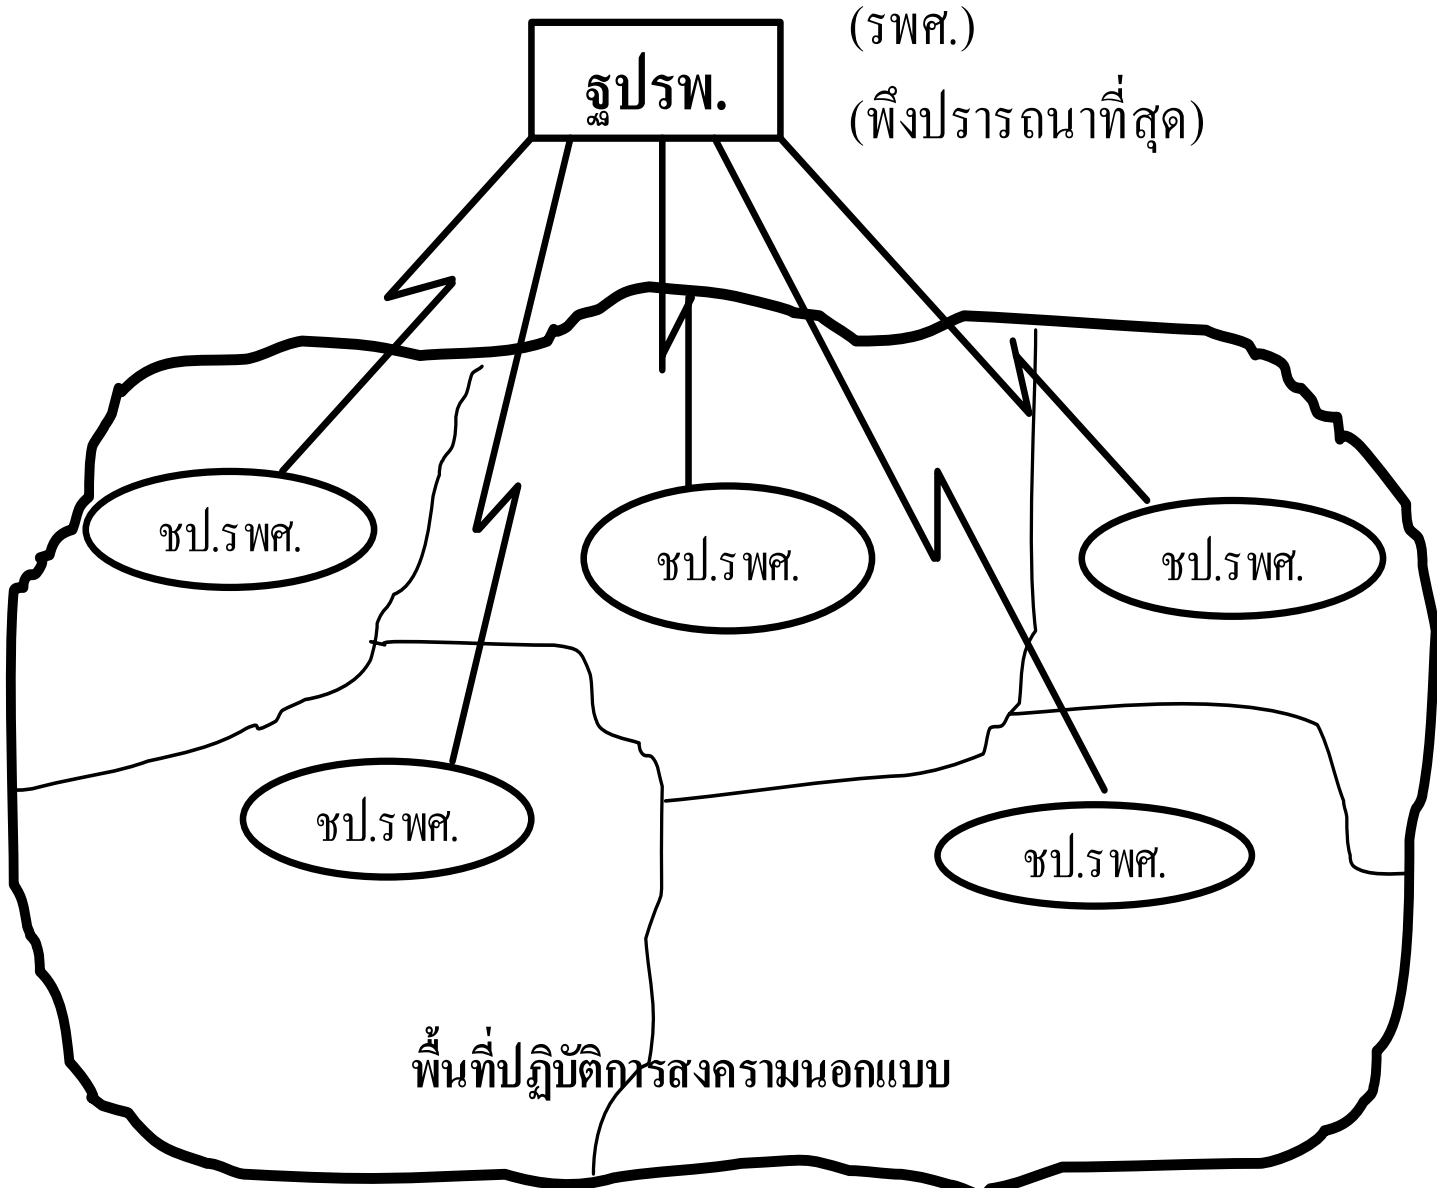 (รพศ.)
ฐปรพ.
(พึงปรารถนาที่สุด)
ชป.รพศ.
ชป.รพศ.
ชป.รพศ.
ชป.รพศ.
ชป.รพศ.
พื้นที่ปฏิบัติการสงครามนอกแบบ